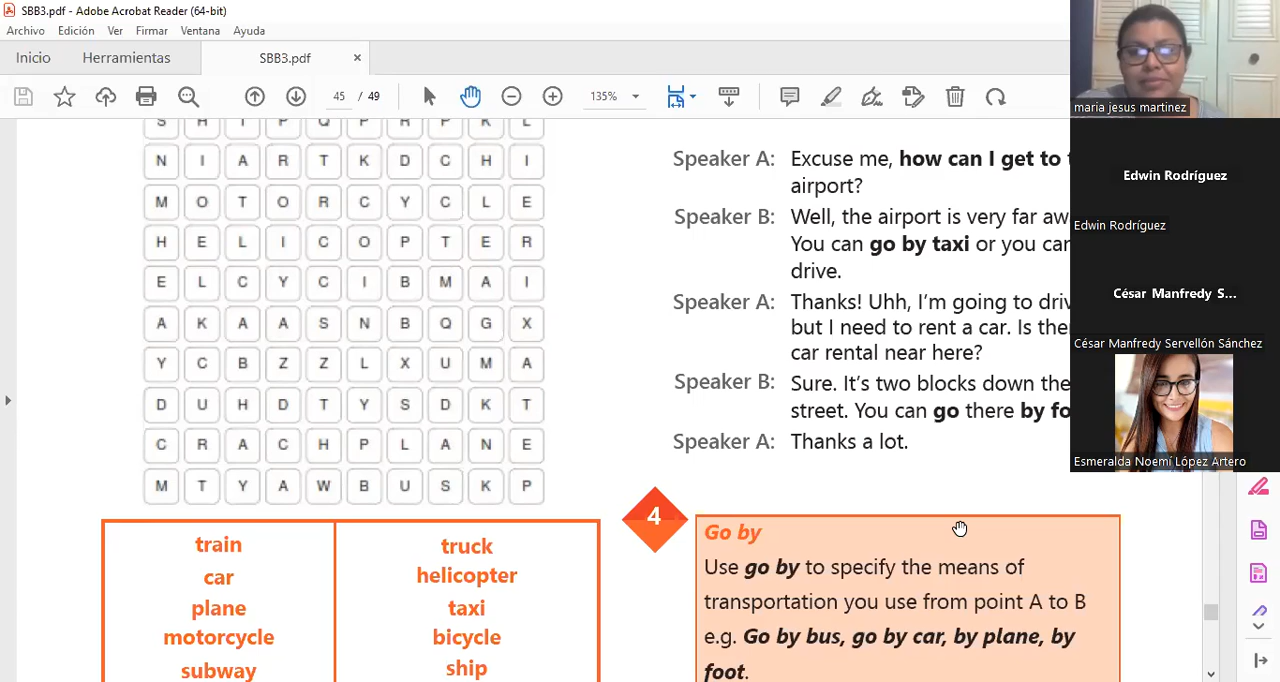 SBB3.pdf - Adobe Acrobat Reader (64-bit)
Archivo Edición Ver Firmar Ventana Ayuda
Inicio Herramientas SBB3.pdf ×
45 / 49 135%
S H I P Q P R P K L
N I A R T K D C H I
M O T O R C Y C L E
H E L I C O P T E R
E L C Y C I B M A I
A K A A S N B Q G X
Y C B Z Z L X U M A
D U H D T Y S D K T
C R A C H P L A N E
M T Y A W B U S K P
train
car
plane
motorcycle
subway
truck
helicopter
taxi
bicycle
ship
Speaker A: Excuse me, how can I get to t
airport?
Speaker B: Well, the airport is very far aw
You can go by taxi or you can
drive.
Speaker A: Thanks! Uhh, I'm going to driv
but I need to rent a car. Is ther
car rental near here?
Speaker B: Sure. It's two blocks down the
street. You can go there by fo
Speaker A: Thanks a lot.
4
Go by
Use go by to specify the means of
transportation you use from point A to B
e.g. Go by bus, go by car, by plane, by
foot.
maria jesus martinez
Edwin Rodríguez
Edwin Rodríguez
César Manfredy S...
César Manfredy Servellón Sánchez
Esmeralda Noemí López Artero